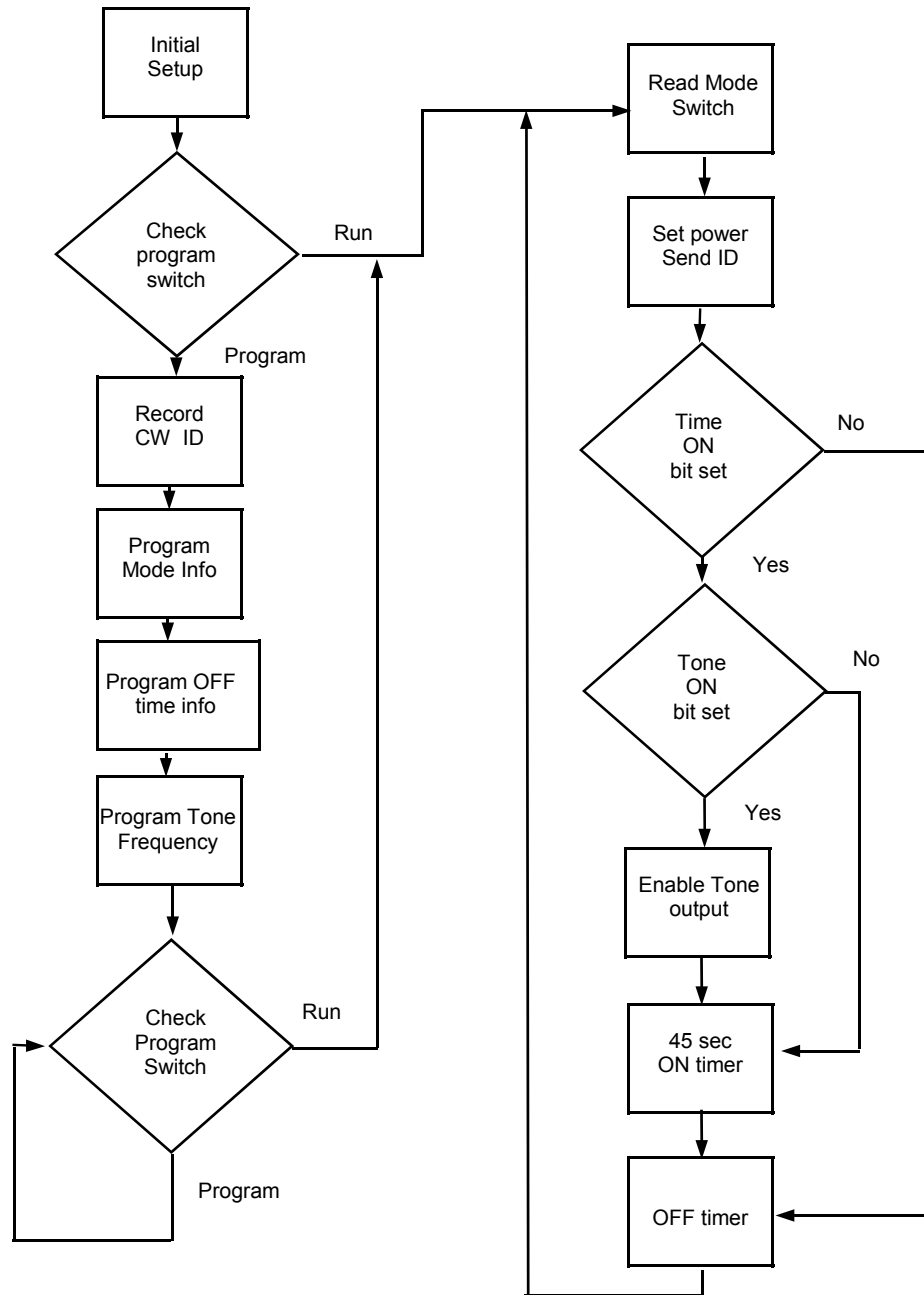 Initial
Setup
Check
program
switch
Run
Program
Record
CW ID
Program
Mode Info
Program OFF
time info
Program Tone
Frequency
Check
Program
Switch
Run
Program
Read Mode
Switch
Set power
Send ID
Time
ON
bit set
No
Yes
Tone
ON
bit set
No
Yes
Enable Tone
output
45 sec
ON timer
OFF timer